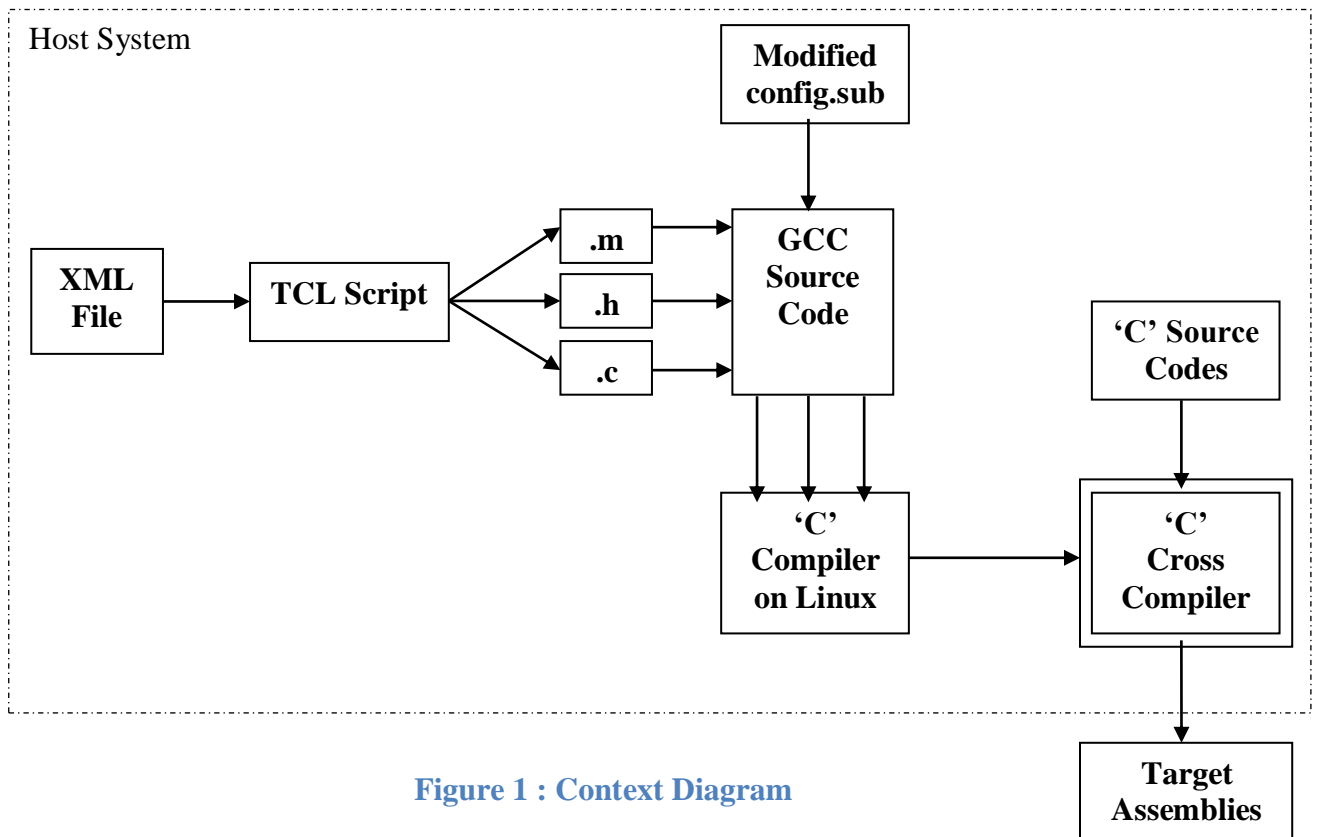 Host System
Modified
config.sub
XML
File
TCL Script
.m
.h
.c
GCC
Source
Code
‘C’ Source
Codes
‘C’
Compiler
on Linux
‘C’
Cross
Compiler
Target
Assemblies
Figure 1 : Context Diagram